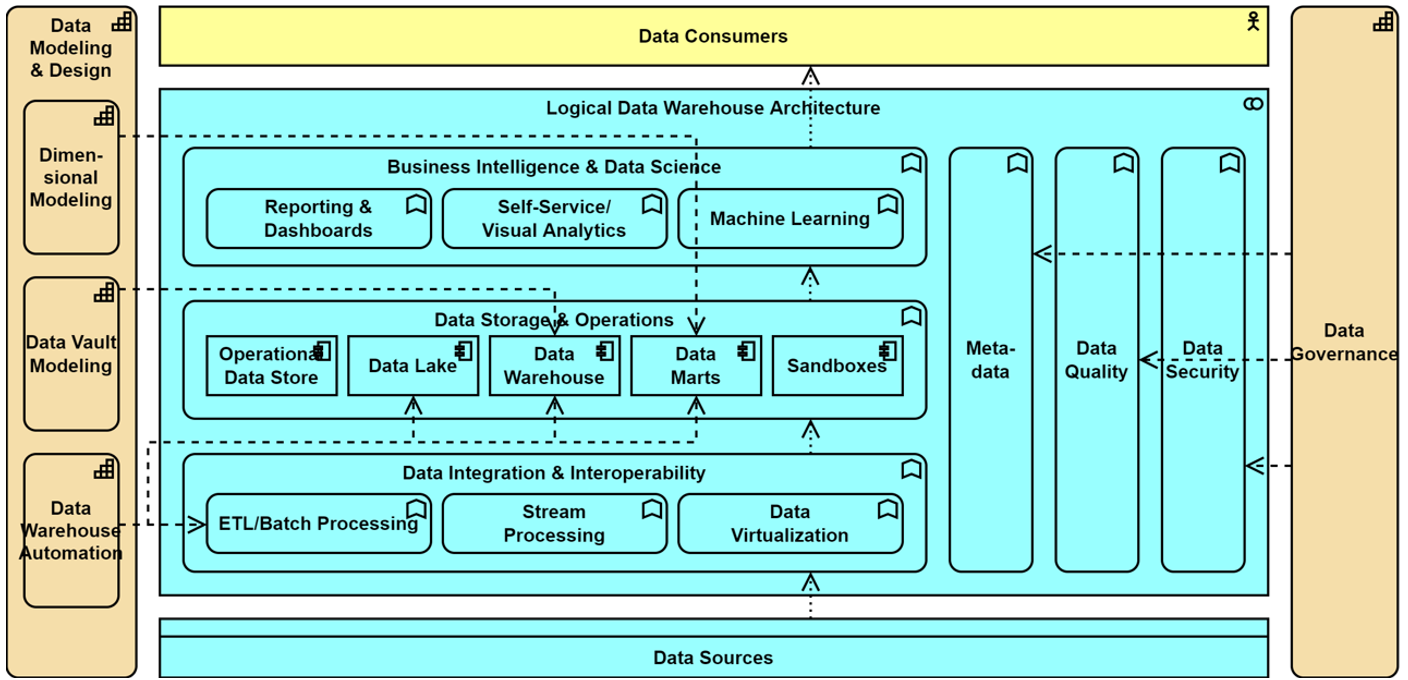 Data
Modeling
& Design
Dimen-
sional
Modeling
Data Vault
Modeling
Data
Warehouse
Automation
Data Consumers
Logical Data Warehouse Architecture
Business Intelligence & Data Science
Reporting &
Dashboards
Self-Service/
Visual Analytics
Machine Learning
Data Storage & Operations
Operational
Data Store
Data Lake
Data
Warehouse
Data
Marts
Sandboxes
Data Integration & Interoperability
ETL/Batch Processing
Stream
Processing
Data
Virtualization
Meta-
data
Data
Quality
Data
Security
Data Sources
Data
Governance